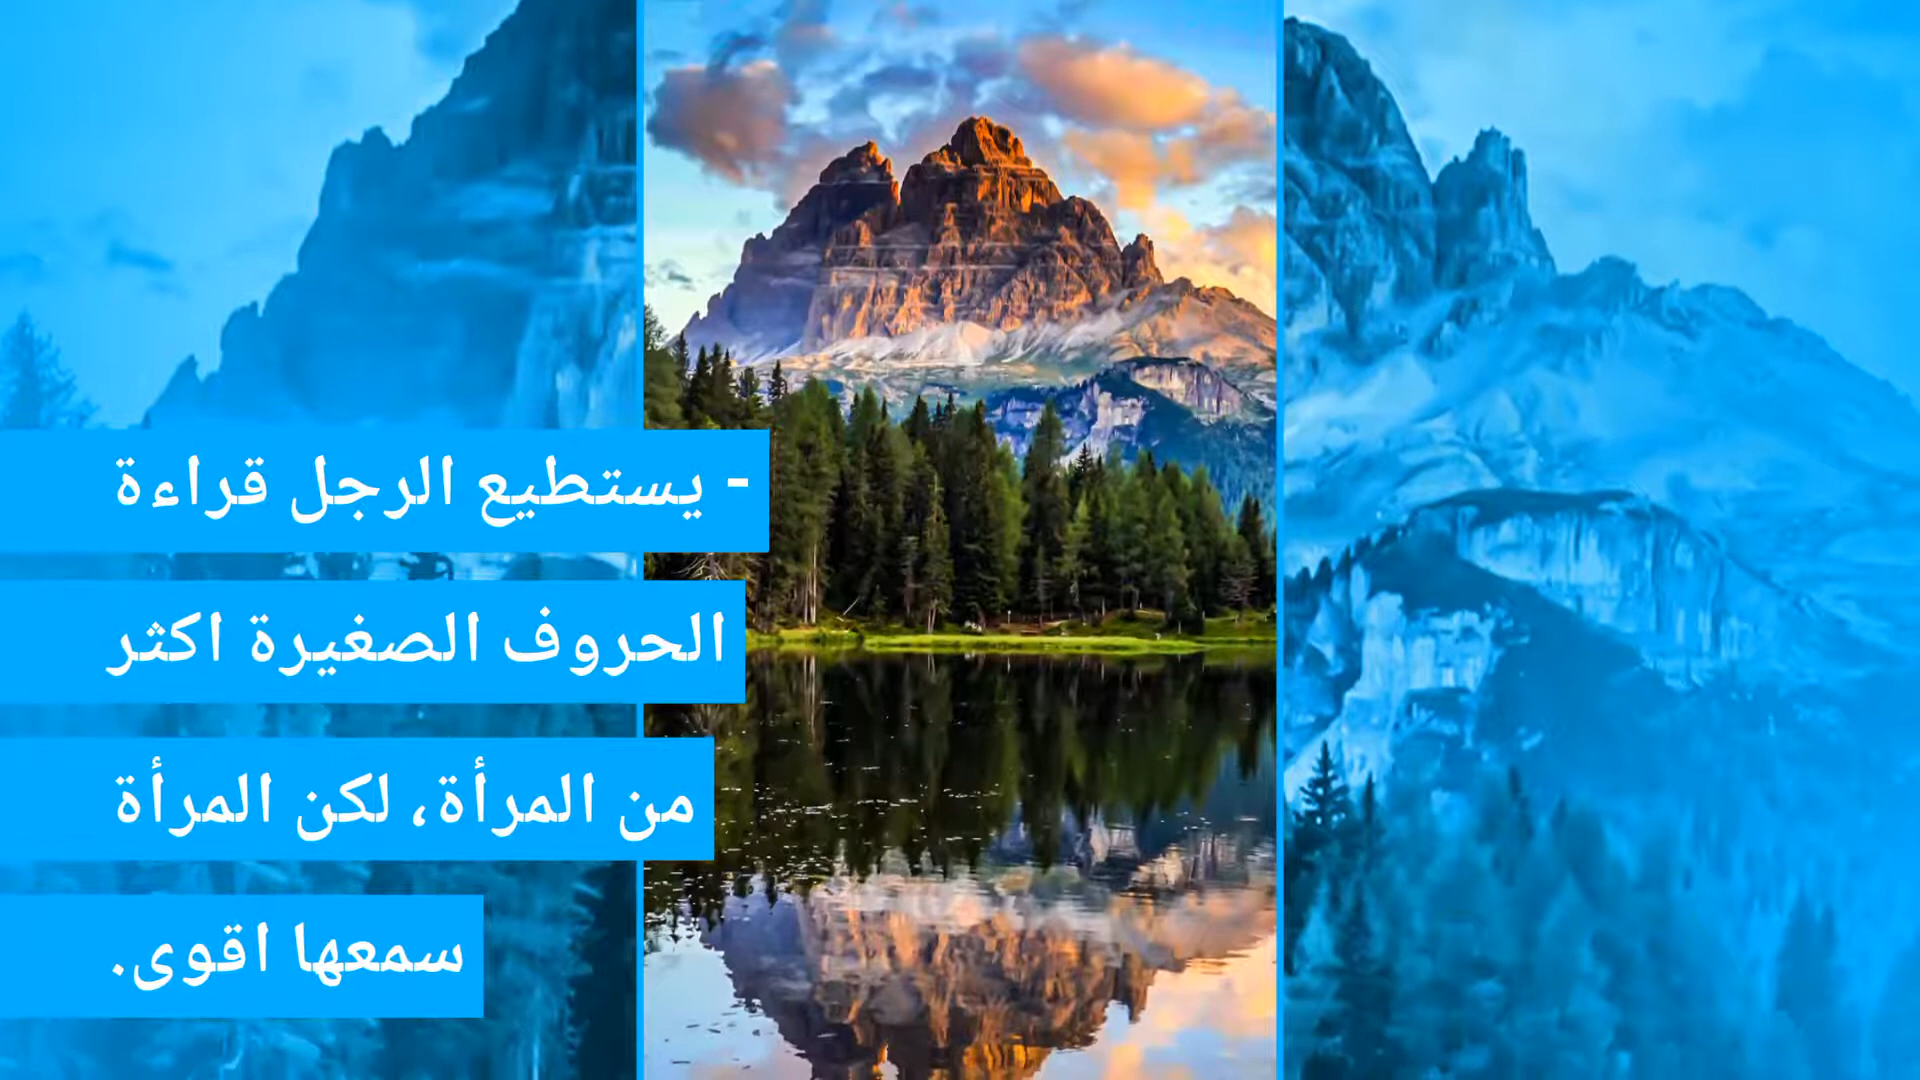 - يستطيع الرجل قراءة
الحروف الصغيرة اكثر
من المرأة، لكن المرأة
سمعها اقوى.